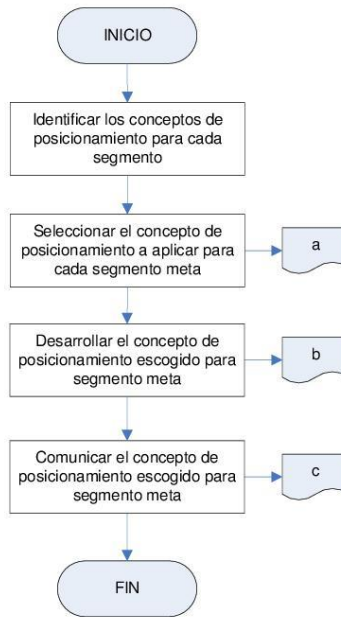 INICIO
Identificar los conceptos de
posicionamiento para cada
segmento
Seleccionar el concepto de
posicionamiento a aplicar para
cada segmento meta
a
Desarrollar el concepto de
posicionamiento escogido para
segmento meta
b
Comunicar el concepto de
posicionamiento escogido para
segmento meta
c
FIN